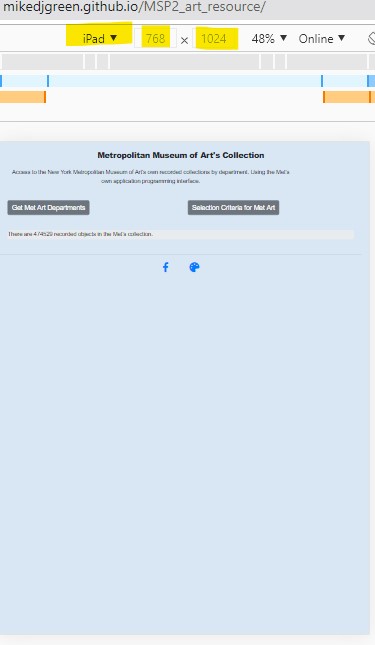 mikedjgreen.github.io/MSP2_art_resource/
iPad ▼ 768 × 1024 48% ▼ Online ▼
Metropolitan Museum of Art's Collection
Access to the New York Metropolitan Museum of Art's own recorded collections by department. Using the Met's
own application programming interface.
Get Met Art Departments Selection Criteria for Met Art
There are 474529 recorded objects in the Met's collection.